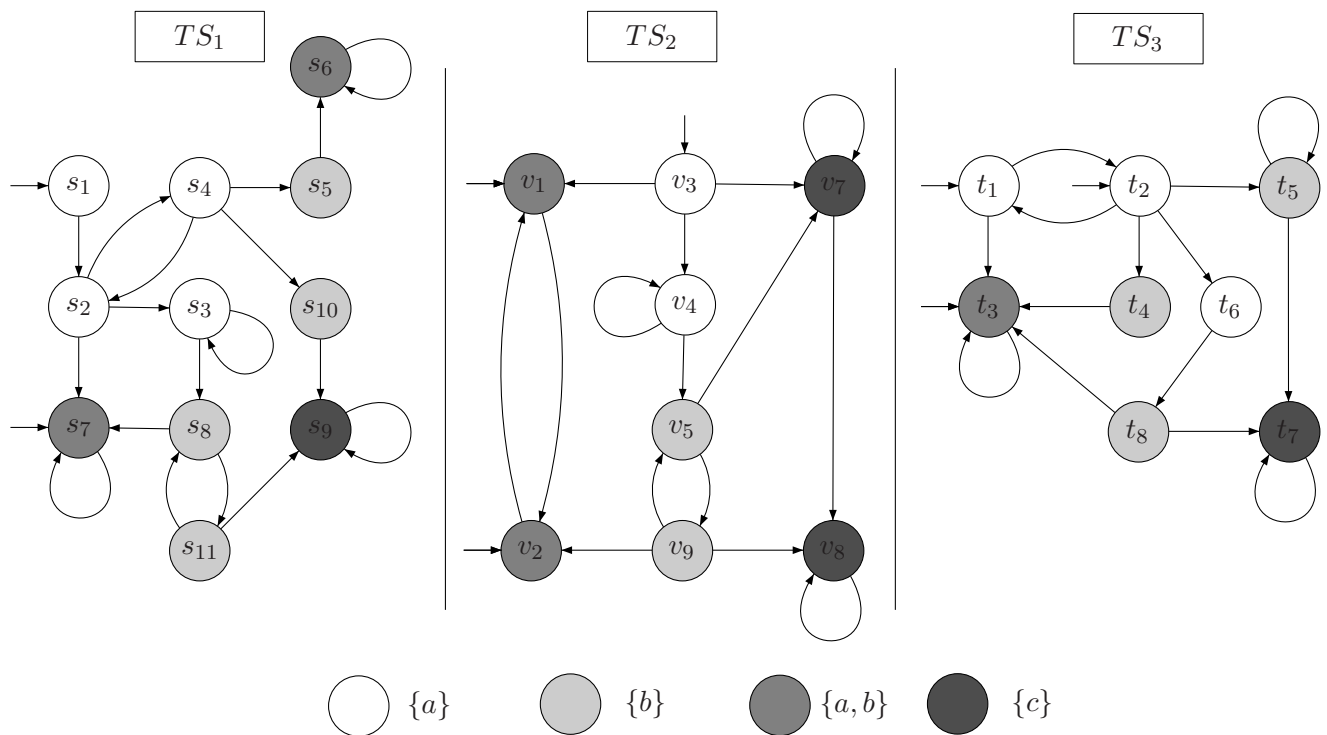 TS₁ TS₂ TS₃
s₆
s₁ s₄ s₅ v₁ v₃ v₇ t₁ t₂ t₅
s₂ s₃ s₁₀ v₄ t₃ t₄ t₆
s₇ s₈ s₉ v₅ t₈ t₇
s₁₁ v₂ v₉ v₈
{a} {b} {a, b} {c}